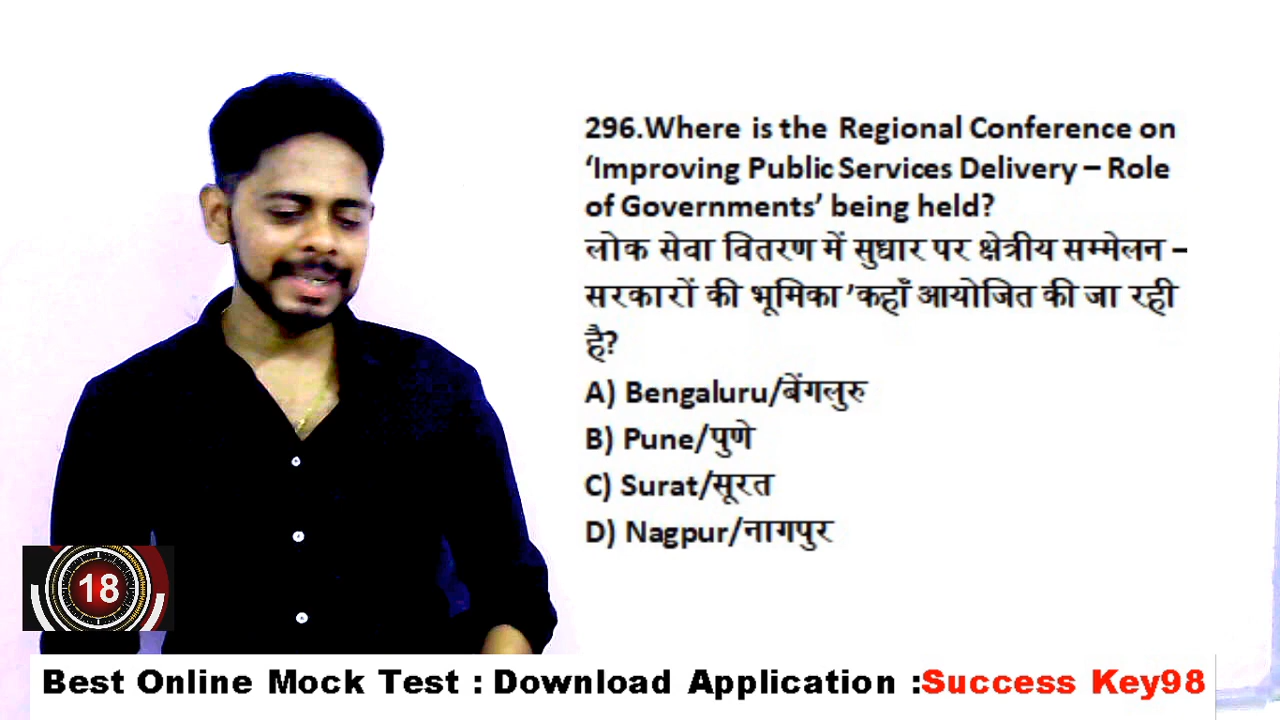 296.Where is the Regional Conference on
‘Improving Public Services Delivery – Role
of Governments’ being held?
लोक सेवा वितरण में सुधार पर क्षेत्रीय सम्मेलन –
सरकारों की भूमिका ’कहाँ आयोजित की जा रही
है?
A) Bengaluru/बेंगलुरु
B) Pune/पुणे
C) Surat/सूरत
D) Nagpur/नागपुर
18
Best Online Mock Test : Download Application :Success Key98